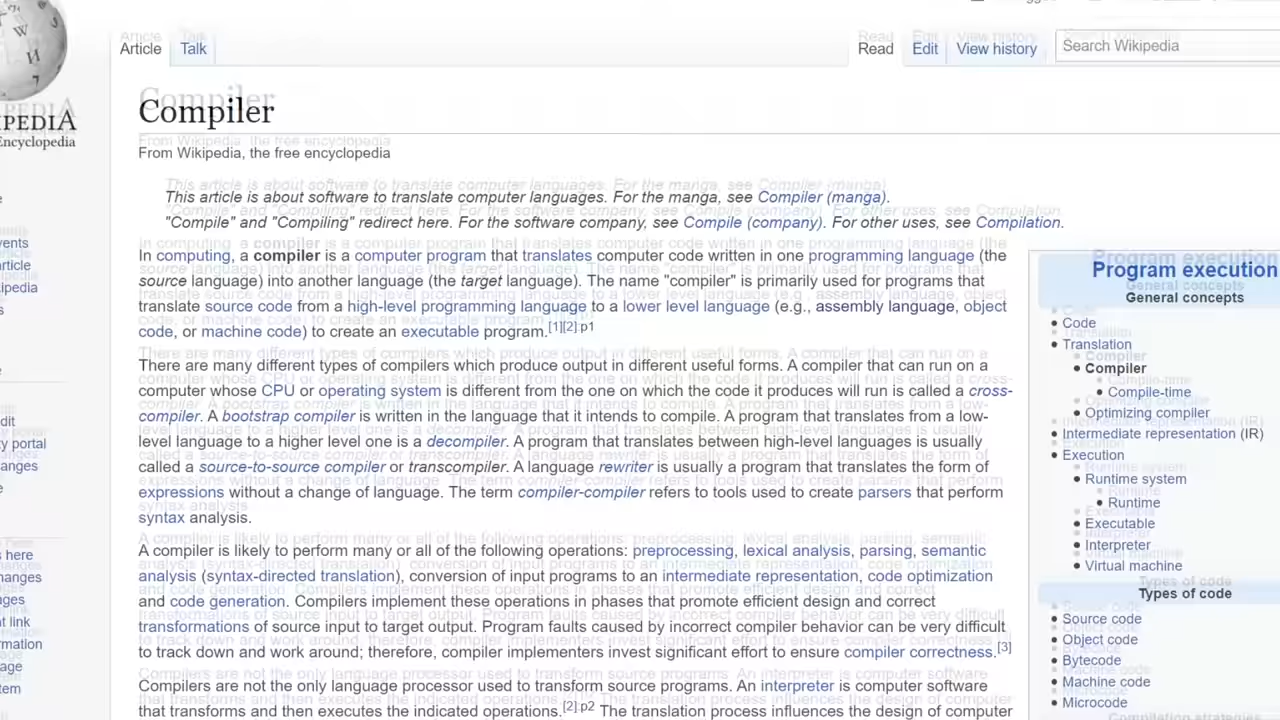 Article
Talk
Read
Edit
View history
Search Wikipedia
Compiler
From Wikipedia, the free encyclopedia
This article is about software to translate computer languages. For the manga, see Compiler (manga).
"Compile" and "Compiling" redirect here. For the software company, see Compile (company). For other uses, see Compilation.
In computing, a compiler is a computer program that translates computer code written in one programming language (the
source language) into another language (the target language). The name "compiler" is primarily used for programs that
translate source code from a high-level programming language to a lower level language (e.g., assembly language, object
code, or machine code) to create an executable program.[1][2]:p1
There are many different types of compilers which produce output in different useful forms. A compiler that can run on a
computer whose CPU or operating system is different from the one on which the code it produces will run is called a cross-
compiler. A bootstrap compiler is written in the language that it intends to compile. A program that translates from a low-
level language to a higher level one is a decompiler. A program that translates between high-level languages is usually
called a source-to-source compiler or transcompiler. A language rewriter is usually a program that translates the form of
expressions without a change of language. The term compiler-compiler refers to tools used to create parsers that perform
syntax analysis.
A compiler is likely to perform many or all of the following operations: preprocessing, lexical analysis, parsing, semantic
analysis (syntax-directed translation), conversion of input programs to an intermediate representation, code optimization
and code generation. Compilers implement these operations in phases that promote efficient design and correct
transformations of source input to target output. Program faults caused by incorrect compiler behavior can be very difficult
to track down and work around; therefore, compiler implementers invest significant effort to ensure compiler correctness.[3]
Compilers are not the only language processor used to transform source programs. An interpreter is computer software
that transforms and then executes the indicated operations.[2]:p2 The translation process influences the design of computer
Program execution
General concepts
Code
Translation
Compiler
Compile-time
Optimizing compiler
Intermediate representation (IR)
Execution
Runtime system
Runtime
Executable
Interpreter
Virtual machine
Types of code
Source code
Object code
Bytecode
Machine code
Microcode
PEDIA
Encyclopedia
vents
article
ipedia
dit
ty portal
anges
s here
hanges
ges
t link
rmation
age
tem